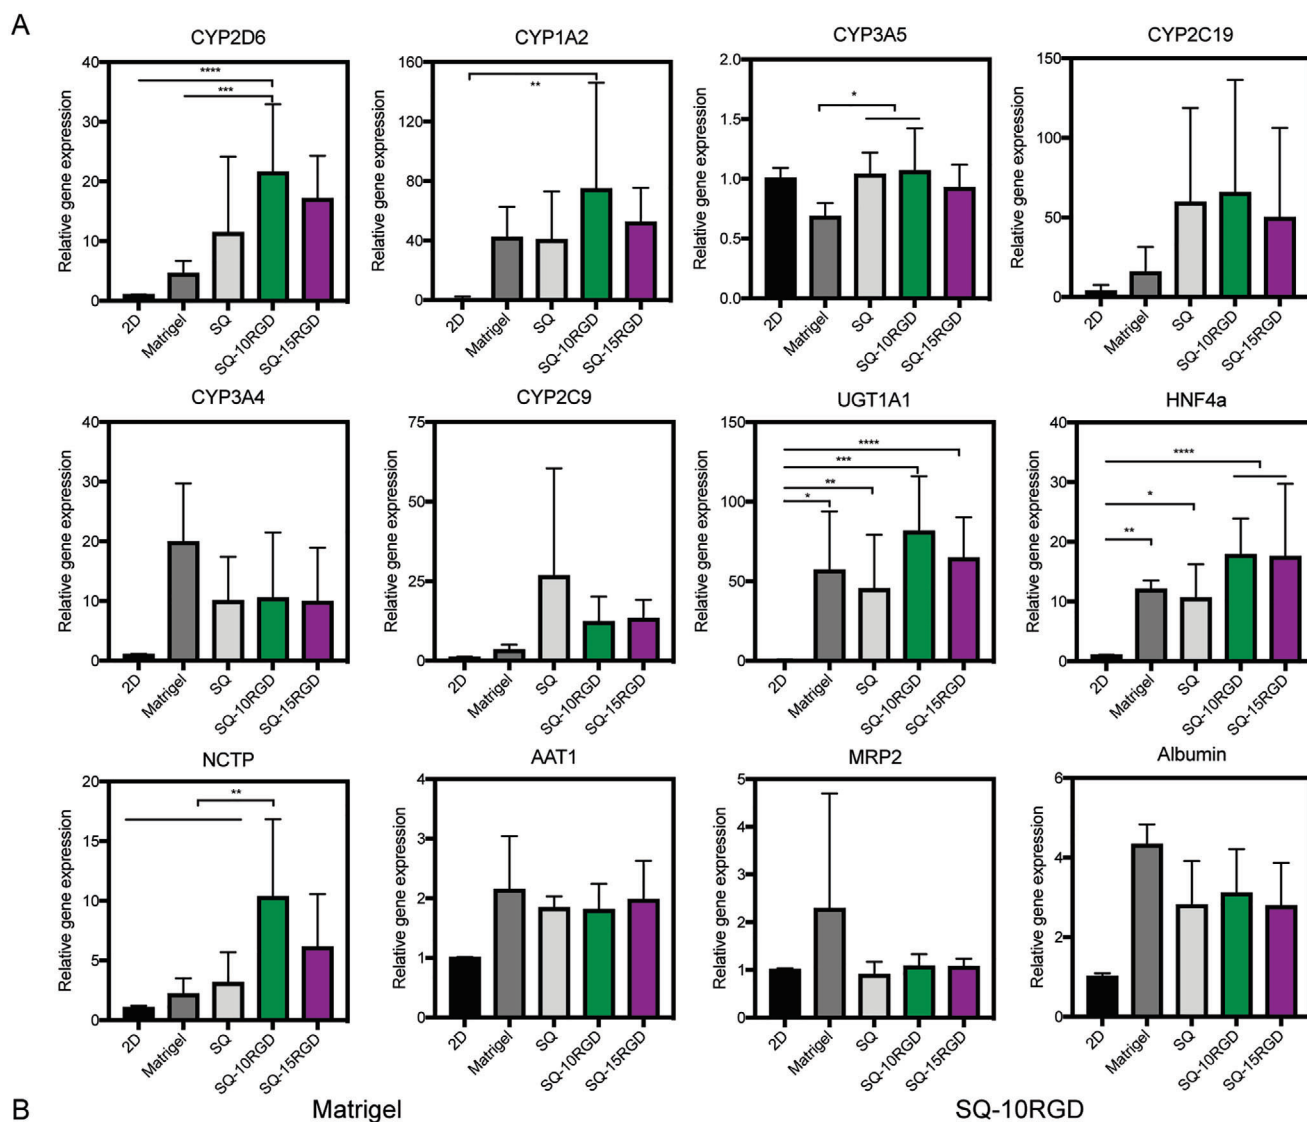 A
CYP2D6
Relative gene expression
40
30
20
10
0
****
***
2D
Matrigel
SQ
SQ-10RGD
SQ-15RGD
CYP1A2
Relative gene expression
160
120
80
40
0
**
2D
Matrigel
SQ
SQ-10RGD
SQ-15RGD
CYP3A5
Relative gene expression
2.0
1.5
1.0
0.5
0.0
*
2D
Matrigel
SQ
SQ-10RGD
SQ-15RGD
CYP2C19
Relative gene expression
150
100
50
0
2D
Matrigel
SQ
SQ-10RGD
SQ-15RGD
CYP3A4
Relative gene expression
40
30
20
10
0
2D
Matrigel
SQ
SQ-10RGD
SQ-15RGD
CYP2C9
Relative gene expression
75
50
25
0
2D
Matrigel
SQ
SQ-10RGD
SQ-15RGD
UGT1A1
Relative gene expression
150
100
50
0
****
***
**
*
2D
Matrigel
SQ
SQ-10RGD
SQ-15RGD
HNF4a
Relative gene expression
40
30
20
10
0
****
*
**
2D
Matrigel
SQ
SQ-10RGD
SQ-15RGD
NCTP
Relative gene expression
20
15
10
5
0
**
2D
Matrigel
SQ
SQ-10RGD
SQ-15RGD
AAT1
Relative gene expression
4
3
2
1
0
2D
Matrigel
SQ
SQ-10RGD
SQ-15RGD
MRP2
Relative gene expression
5
4
3
2
1
0
2D
Matrigel
SQ
SQ-10RGD
SQ-15RGD
Albumin
Relative gene expression
6
4
2
0
2D
Matrigel
SQ
SQ-10RGD
SQ-15RGD
B
Matrigel
SQ-10RGD